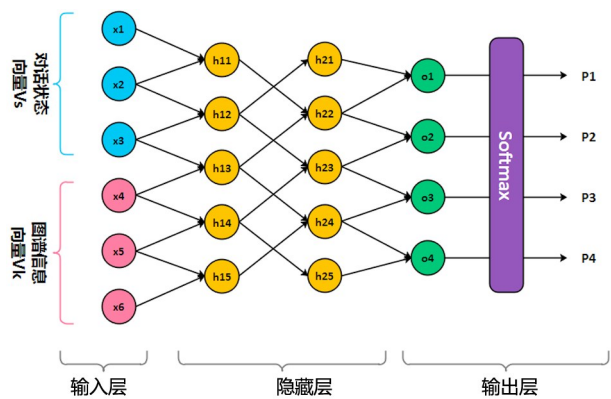 对话状态
向量Vs
图谱信息
向量Vk
x1
x2
x3
x4
x5
x6
h11
h12
h13
h14
h15
h21
h22
h23
h24
h25
o1
o2
o3
o4
Softmax
P1
P2
P3
P4
输入层
隐藏层
输出层